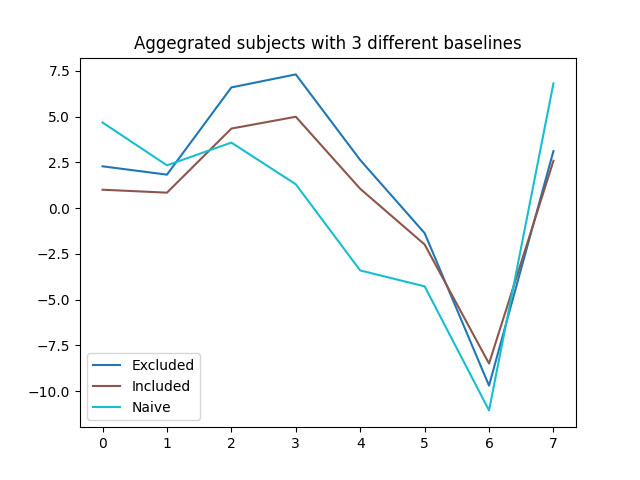 Aggegrated subjects with 3 different baselines
7.5
5.0
2.5
0.0
−2.5
−5.0
−7.5
−10.0
Excluded
Included
Naive
0 1 2 3 4 5 6 7